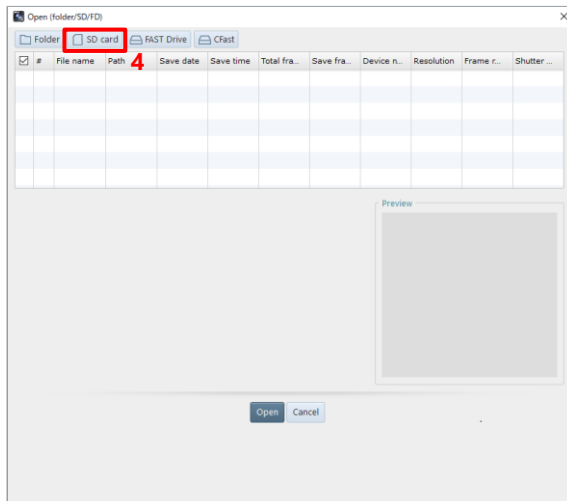 Open (folder/SD/FD)
Folder SD card FAST Drive CFast
4
# File name Path Save date Save time Total fra... Save fra... Device n... Resolution Frame r... Shutter ...
Preview
Open Cancel